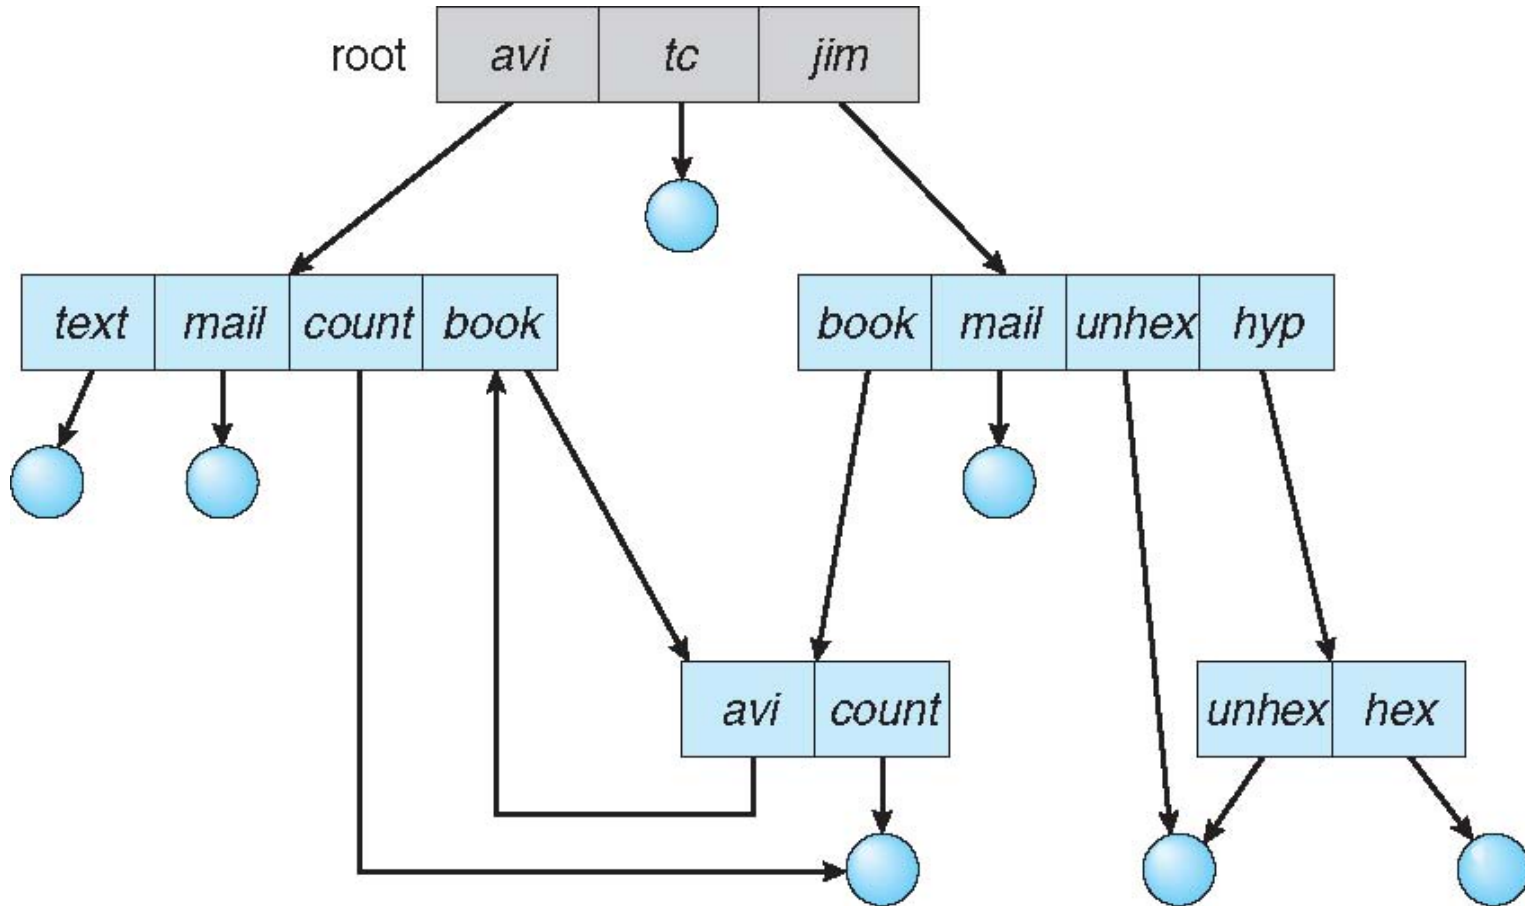 root avi tc jim
text mail count book
book mail unhex hyp
avi count
unhex hex